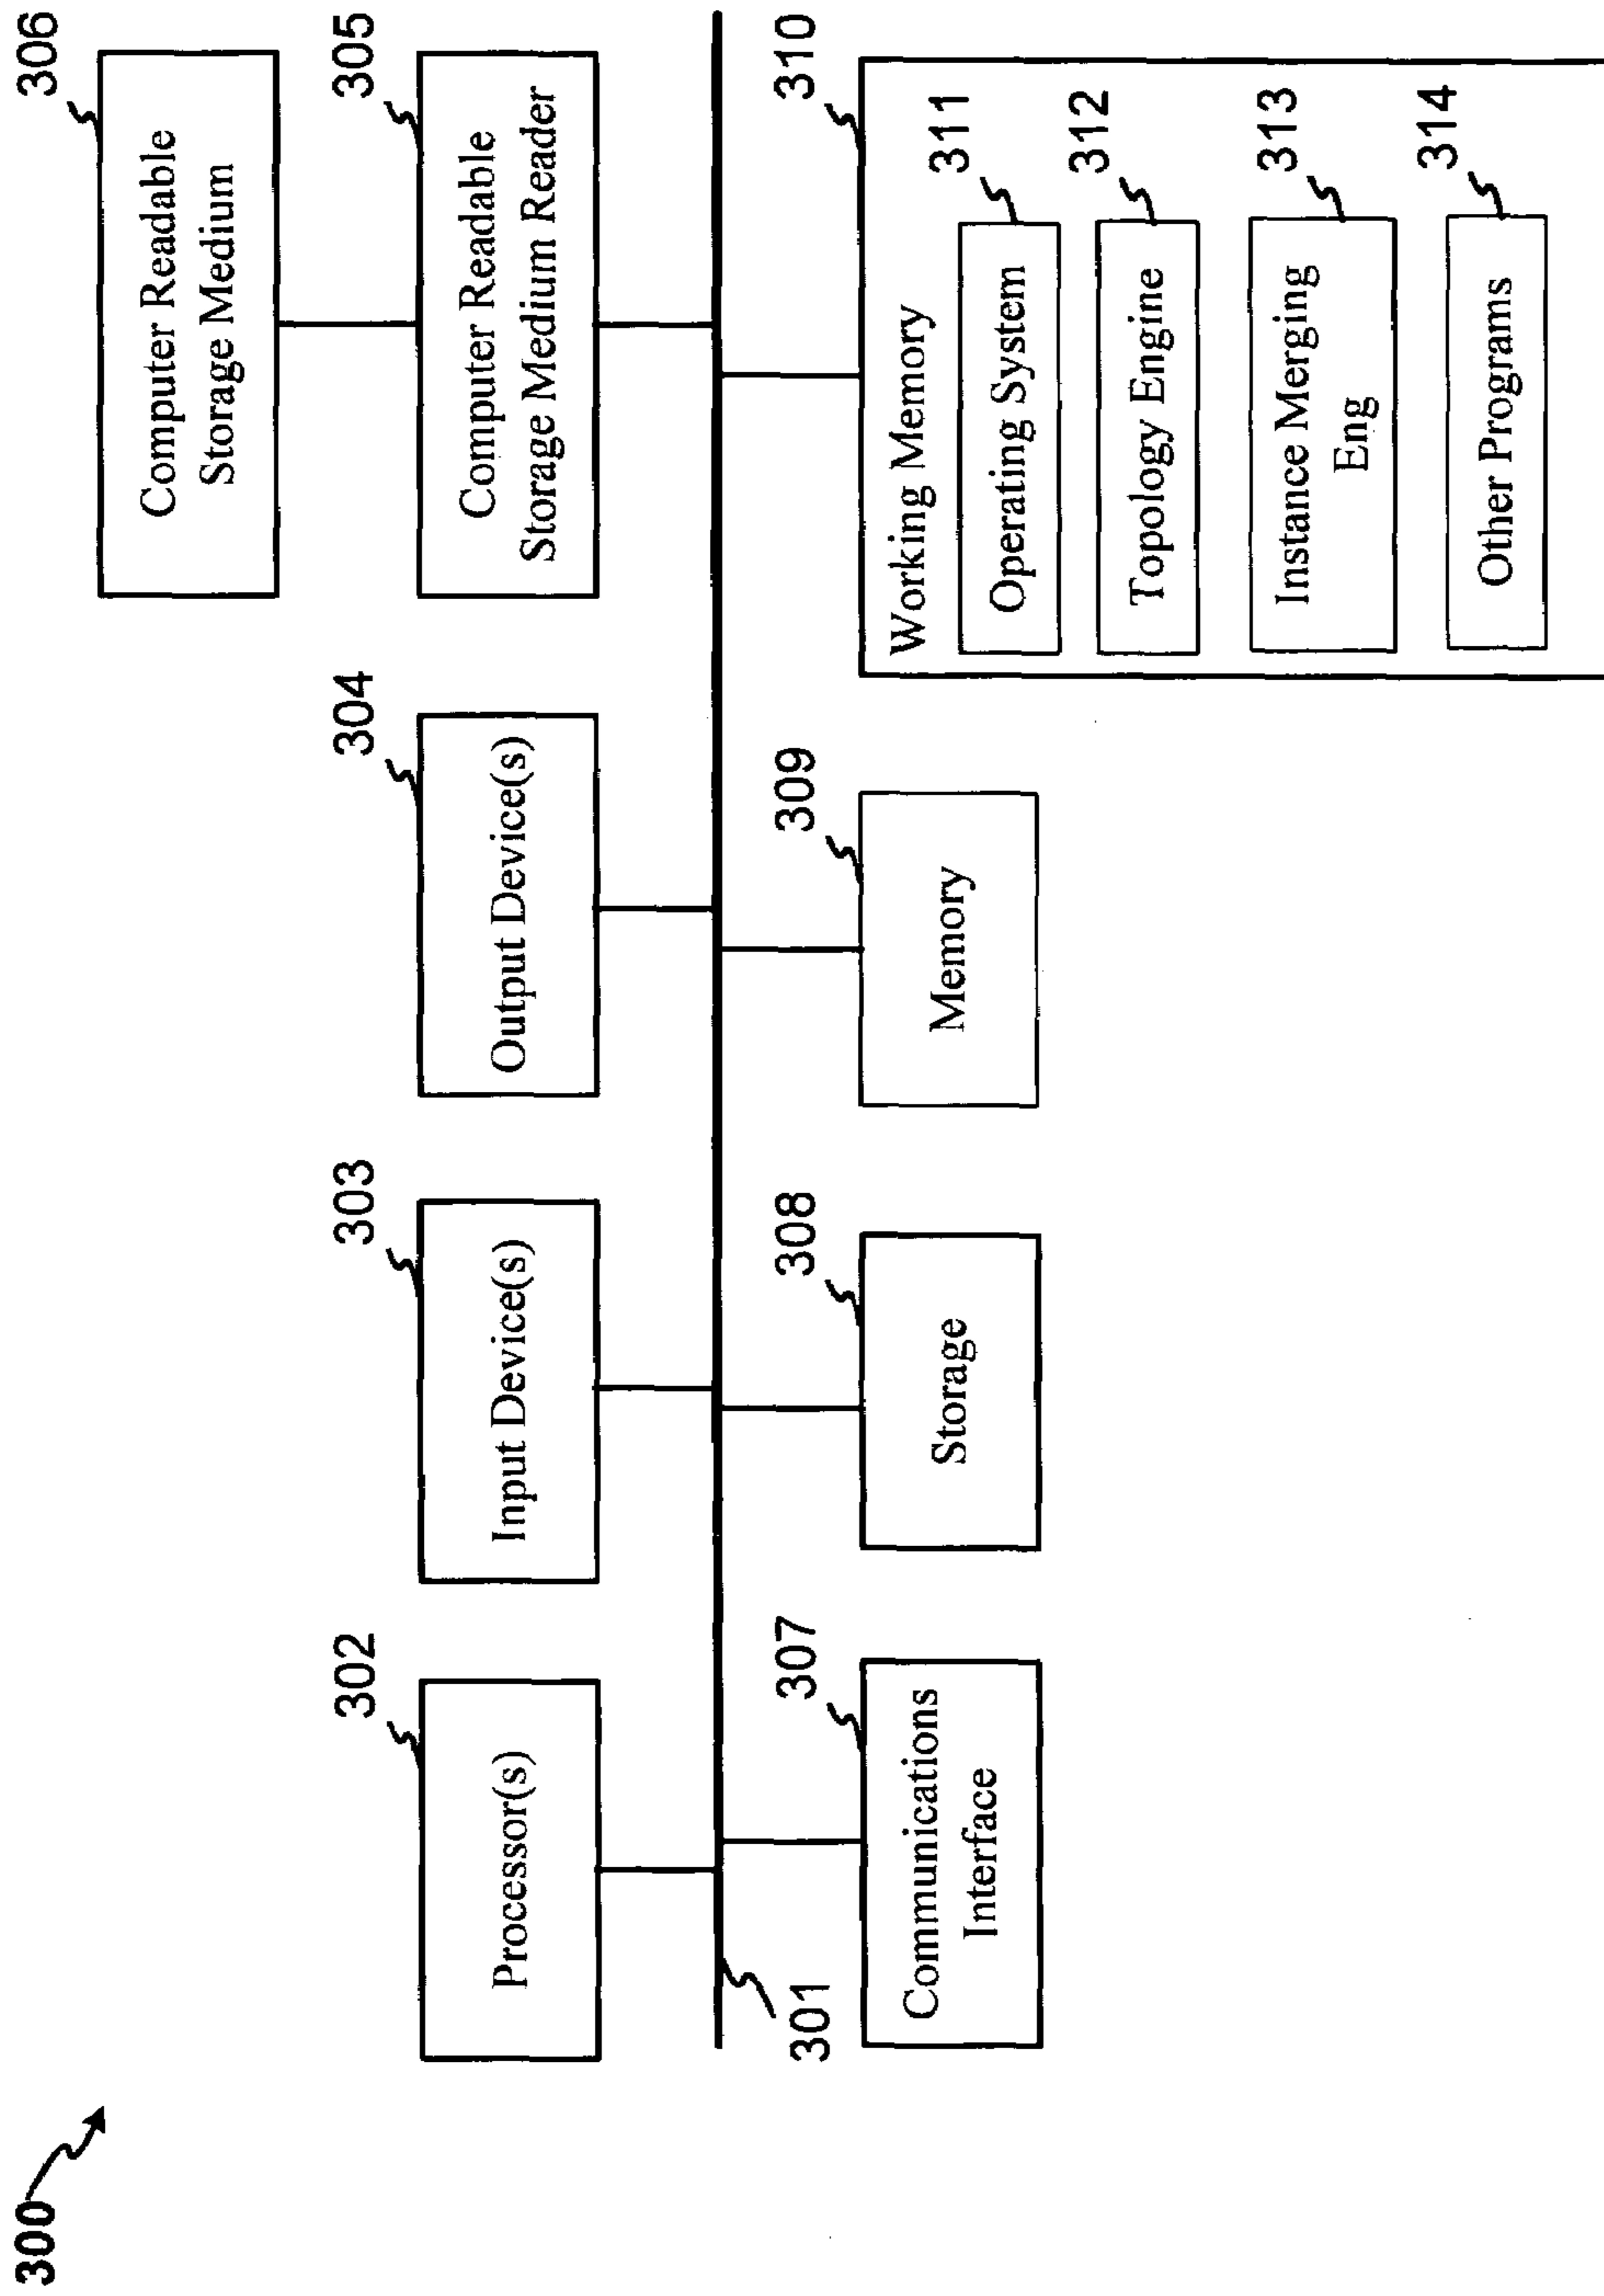 300
306
Computer Readable
Storage Medium
302
303
304
305
Processor(s)
Input Device(s)
Output Device(s)
Computer Readable
Storage Medium Reader
301
307
308
309
310
Communications
Interface
Storage
Memory
Working Memory
311
Operating System
312
Topology Engine
313
Instance Merging
Eng
314
Other Programs